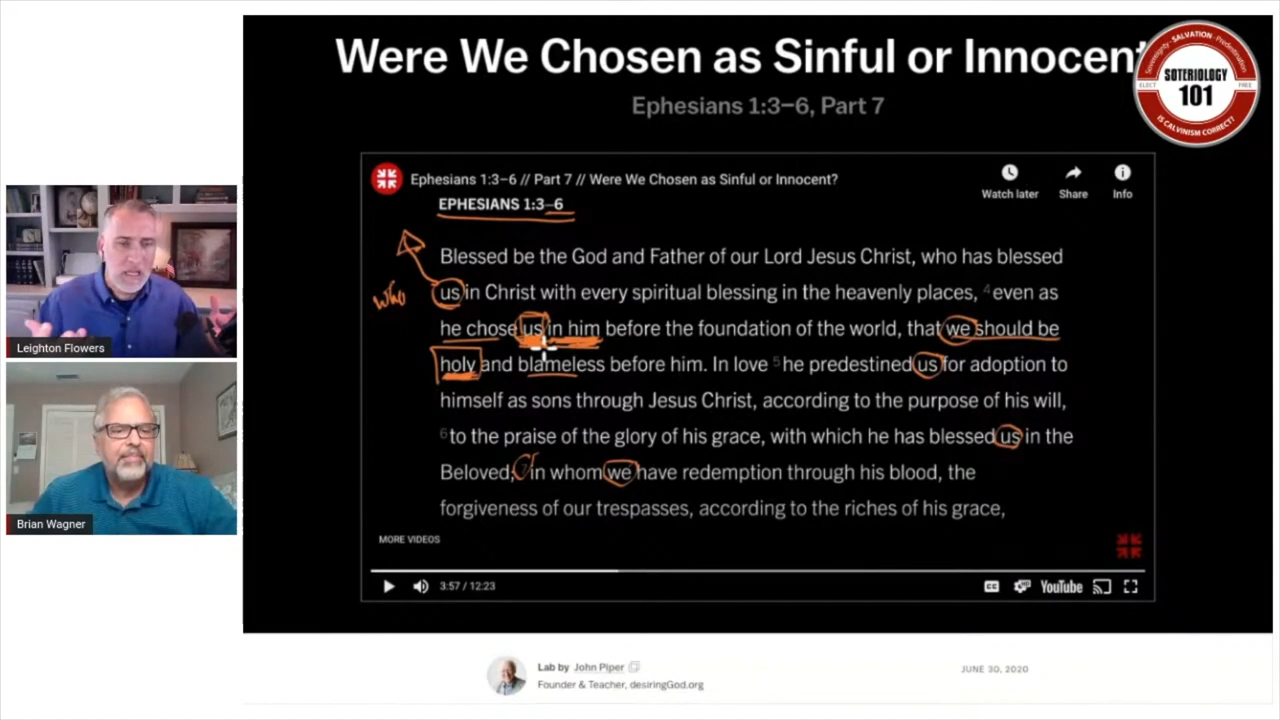 Were We Chosen as Sinful or Innocent
Ephesians 1:3–6, Part 7
Sovereignty · SALVATION · Predestination
ELECT
SOTERIOLOGY
FREE
101
IS CALVINISM CORRECT?
Ephesians 1:3–6 // Part 7 // Were We Chosen as Sinful or Innocent?
Watch later
Share
Info
EPHESIANS 1:3–6
Blessed be the God and Father of our Lord Jesus Christ, who has blessed
who
us in Christ with every spiritual blessing in the heavenly places, 4 even as
he chose us in him before the foundation of the world, that we should be
holy and blameless before him. In love 5 he predestined us for adoption to
himself as sons through Jesus Christ, according to the purpose of his will,
6 to the praise of the glory of his grace, with which he has blessed us in the
Beloved; 7 in whom we have redemption through his blood, the
forgiveness of our trespasses, according to the riches of his grace,
MORE VIDEOS
3:57 / 12:23
CC
HD
YouTube
Leighton Flowers
Brian Wagner
Lab by John Piper
Founder & Teacher, desiringGod.org
JUNE 30, 2020